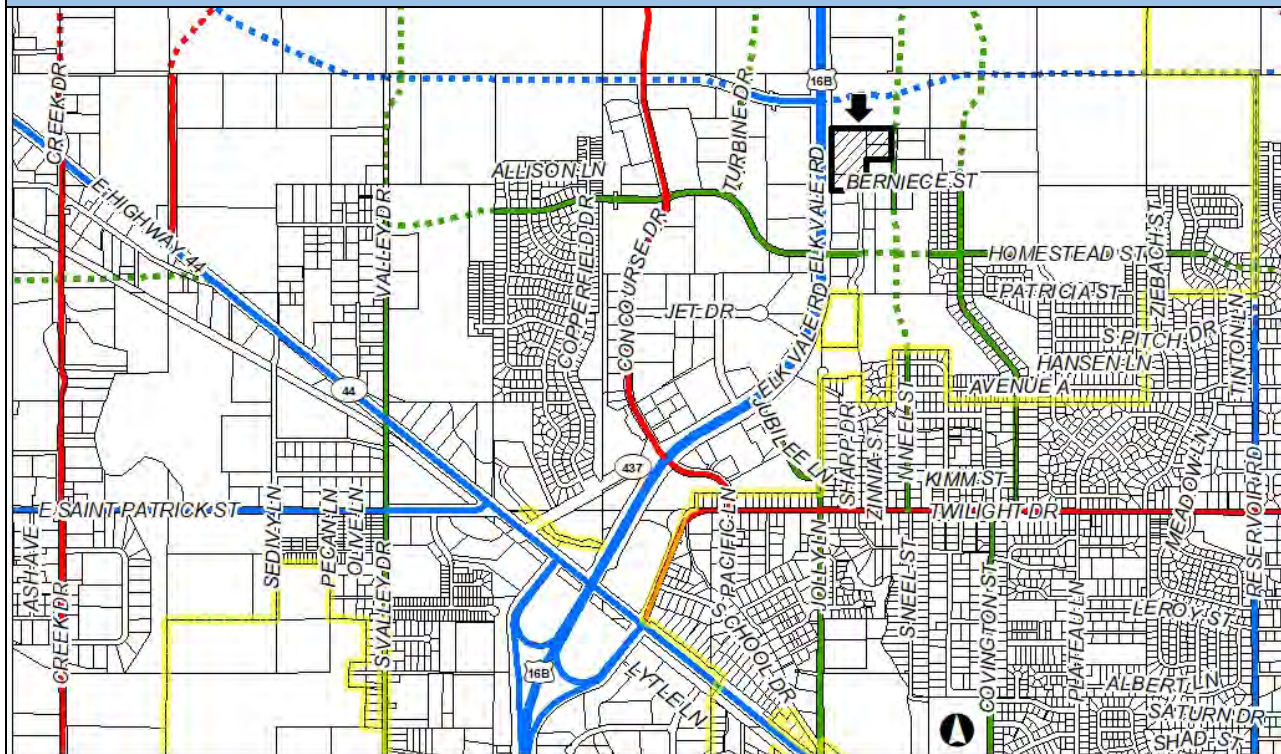 16B
CREEK DR
E HIGHWAY 44
VALLEY DR
ALLISON LN
COPPERFIELD DR
CONCOURSE DR
TURBINE DR
ELK VALE RD
BERNIECE ST
HOMESTEAD ST
PATRICIA ST
ZIEBACH ST
S PITCH DR
TINTON LN
HANSEN LN
AVENUE A
JET DR
ELK VALE RD
44
437
JUBILEE LN
SHARP DR
ZINNIA ST
N NEEL ST
KIMM ST
TWILIGHT DR
MEADOW LN
RESERVOIR RD
E SAINT PATRICK ST
ASH AVE
SEDIVY LN
PECAN LN
OLIVE LN
S VALLEY DR
CREEK DR
S PACIFIC LN
JOLLY LN
S NEEL ST
COVINGTON ST
PLATEAU LN
LEROY ST
S SCHOOL DR
LYTLE LN
16B
ALBERT LN
SATURN DR
SHAD ST